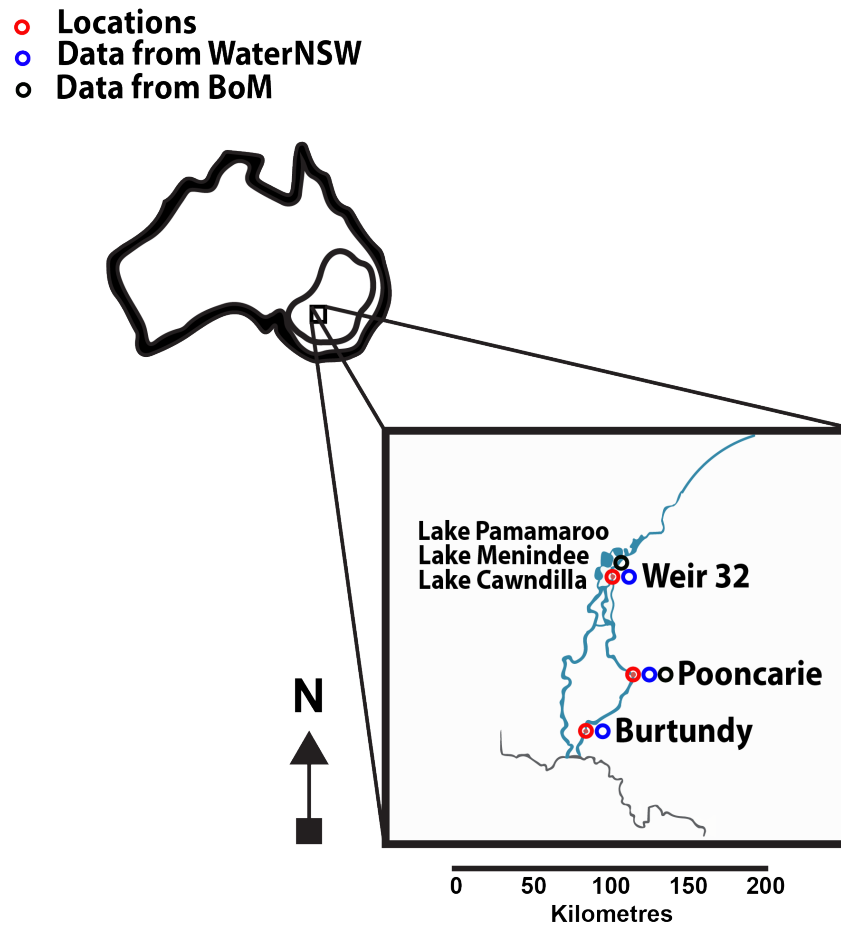 Locations
Data from WaterNSW
Data from BoM
Lake Pamamaroo
Lake Menindee
Lake Cawndilla
Weir 32
Pooncarie
Burtundy
N
0 50 100 150 200
Kilometres